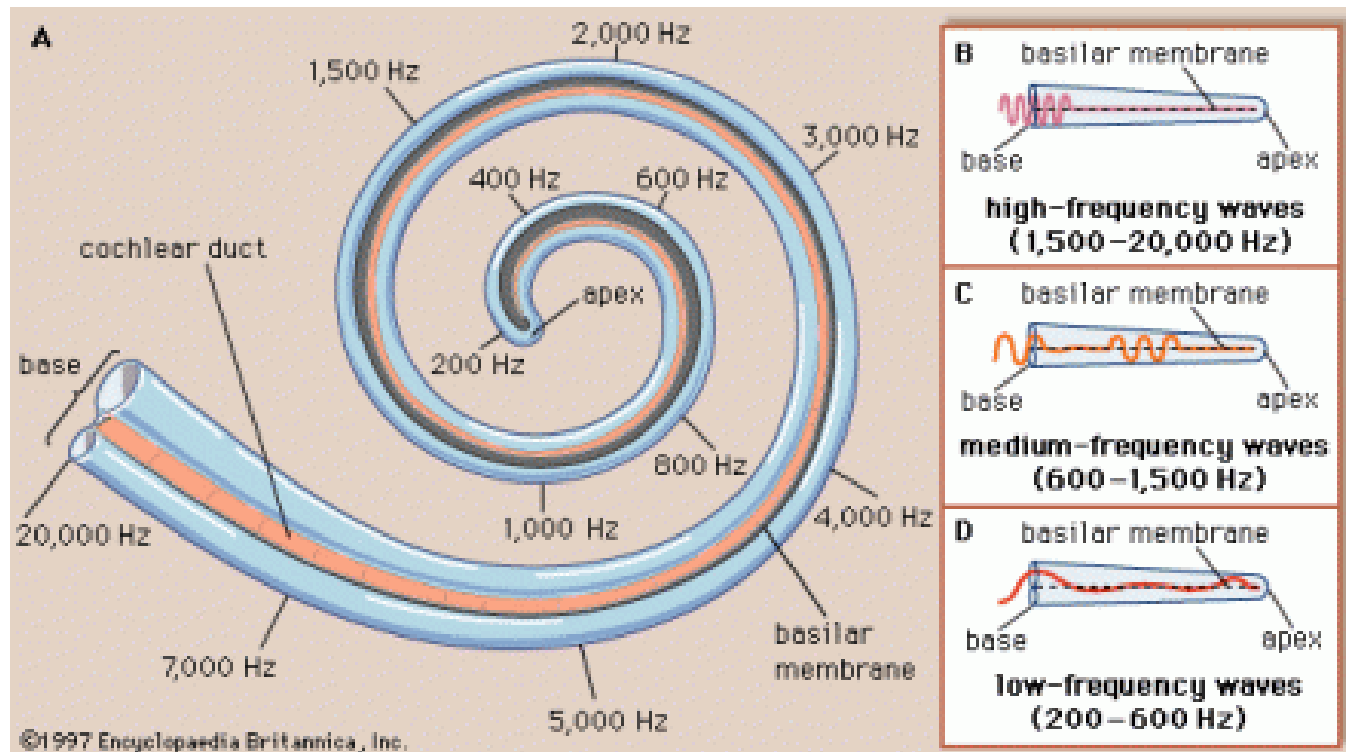 A
2,000 Hz
1,500 Hz
3,000 Hz
400 Hz
600 Hz
cochlear duct
apex
200 Hz
base
800 Hz
20,000 Hz
1,000 Hz
4,000 Hz
basilar
membrane
7,000 Hz
5,000 Hz
©1997 Encyclopaedia Britannica, Inc.
B
basilar membrane
base
apex
high-frequency waves
(1,500-20,000 Hz)
C
basilar membrane
base
apex
medium-frequency waves
(600-1,500 Hz)
D
basilar membrane
base
apex
low-frequency waves
(200-600 Hz)